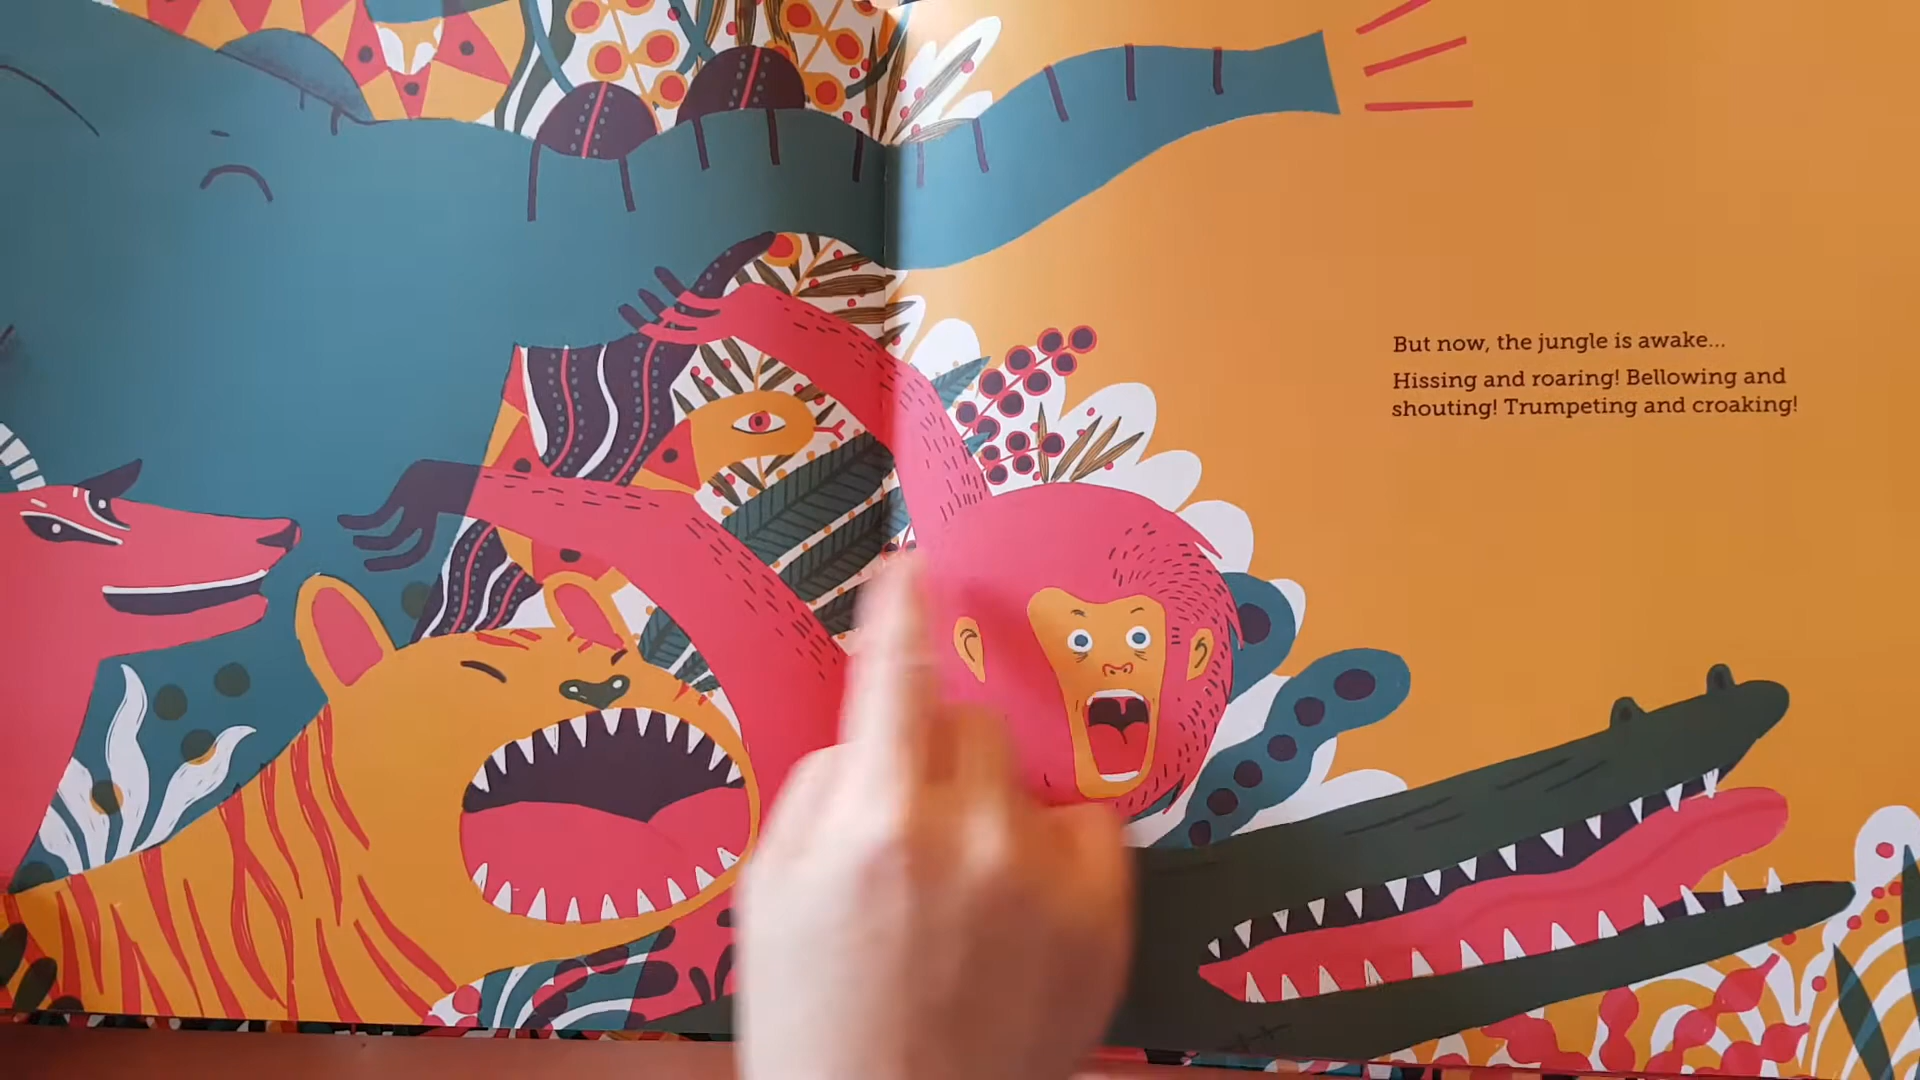 But now, the jungle is awake...
Hissing and roaring! Bellowing and
shouting! Trumpeting and croaking!